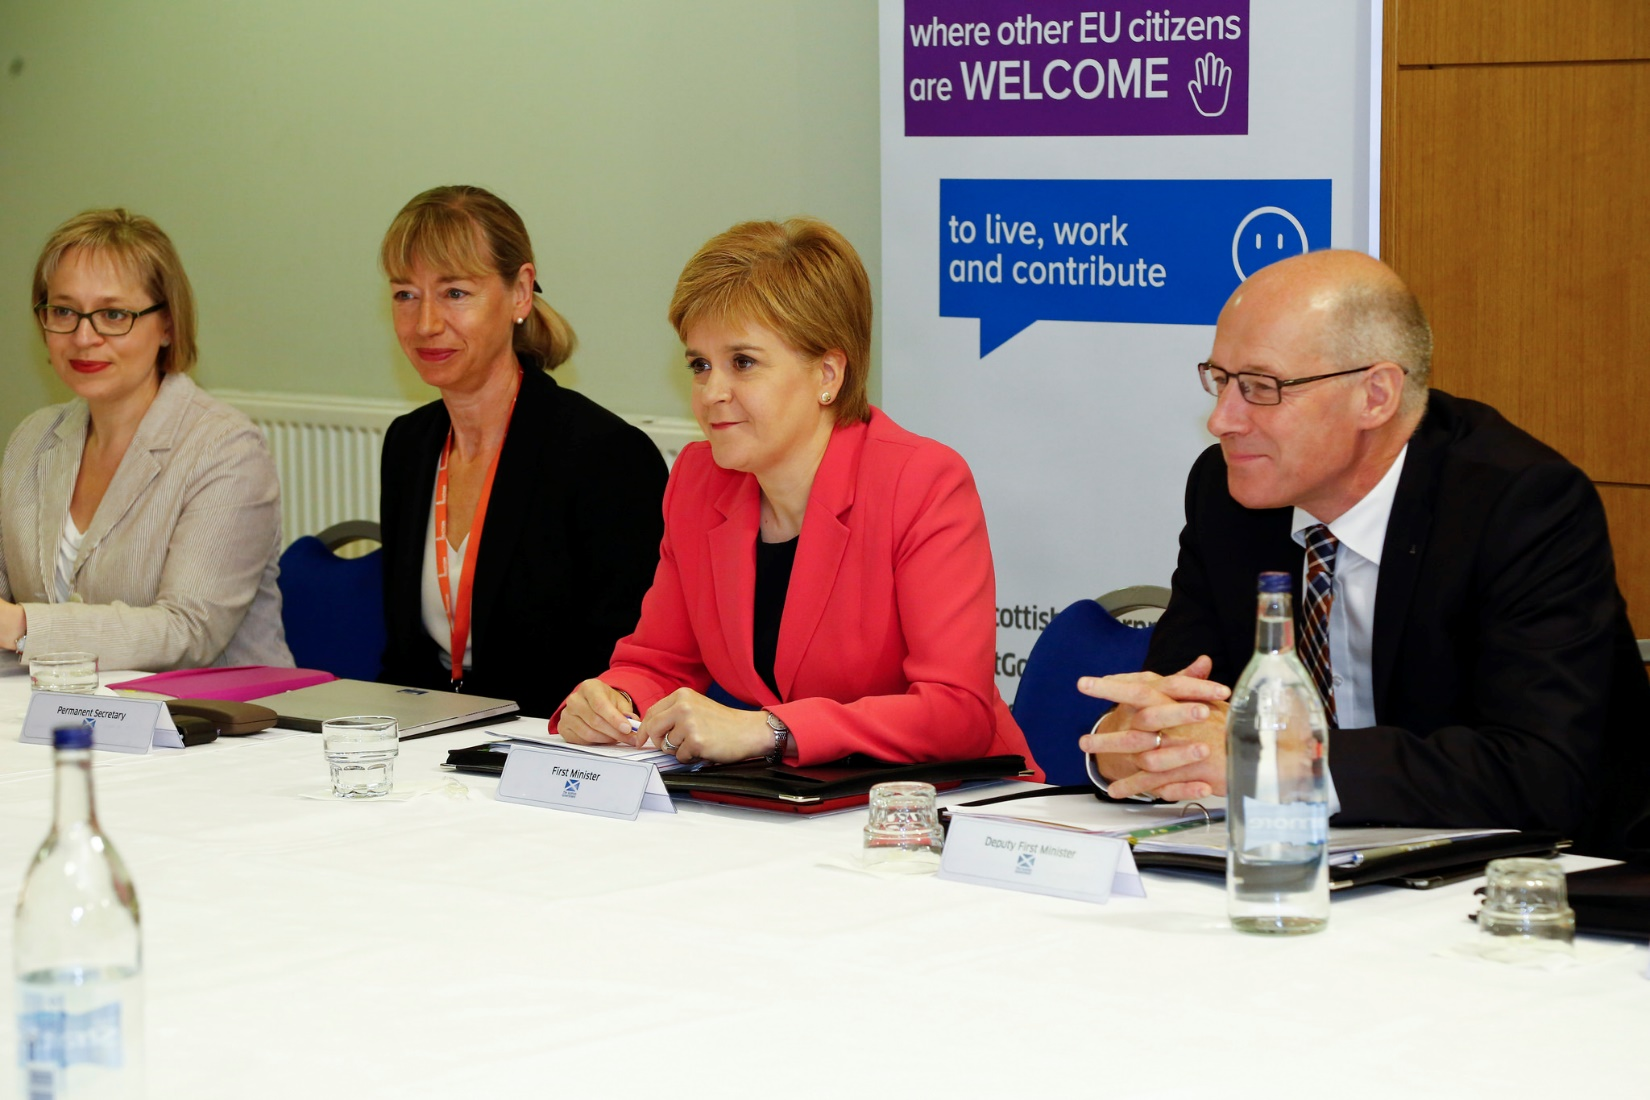 where other EU citizens
are WELCOME
to live, work
and contribute
Permanent Secretary
First Minister
Deputy First Minister